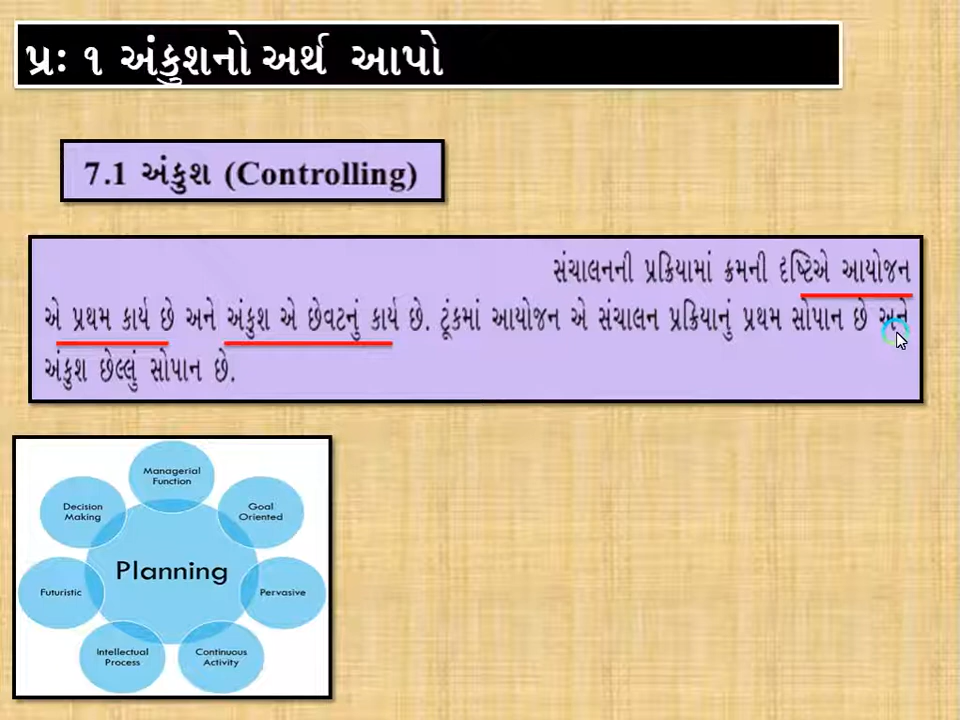 પ્રઃ ૧ અંકુશનો અર્થ આપો
7.1 અંકુશ (Controlling)
સંચાલનની પ્રક્રિયામાં ક્રમની દૃષ્ટિએ આયોજન
એ પ્રથમ કાર્ય છે અને અંકુશ એ છેવટનું કાર્ય છે. ટૂંકમાં આયોજન એ સંચાલન પ્રક્રિયાનું પ્રથમ સોપાન છે અને
અંકુશ છેલ્લું સોપાન છે.
Managerial
Function
Decision
Making
Goal
Oriented
Planning
Futuristic
Pervasive
Intellectual
Process
Continuous
Activity